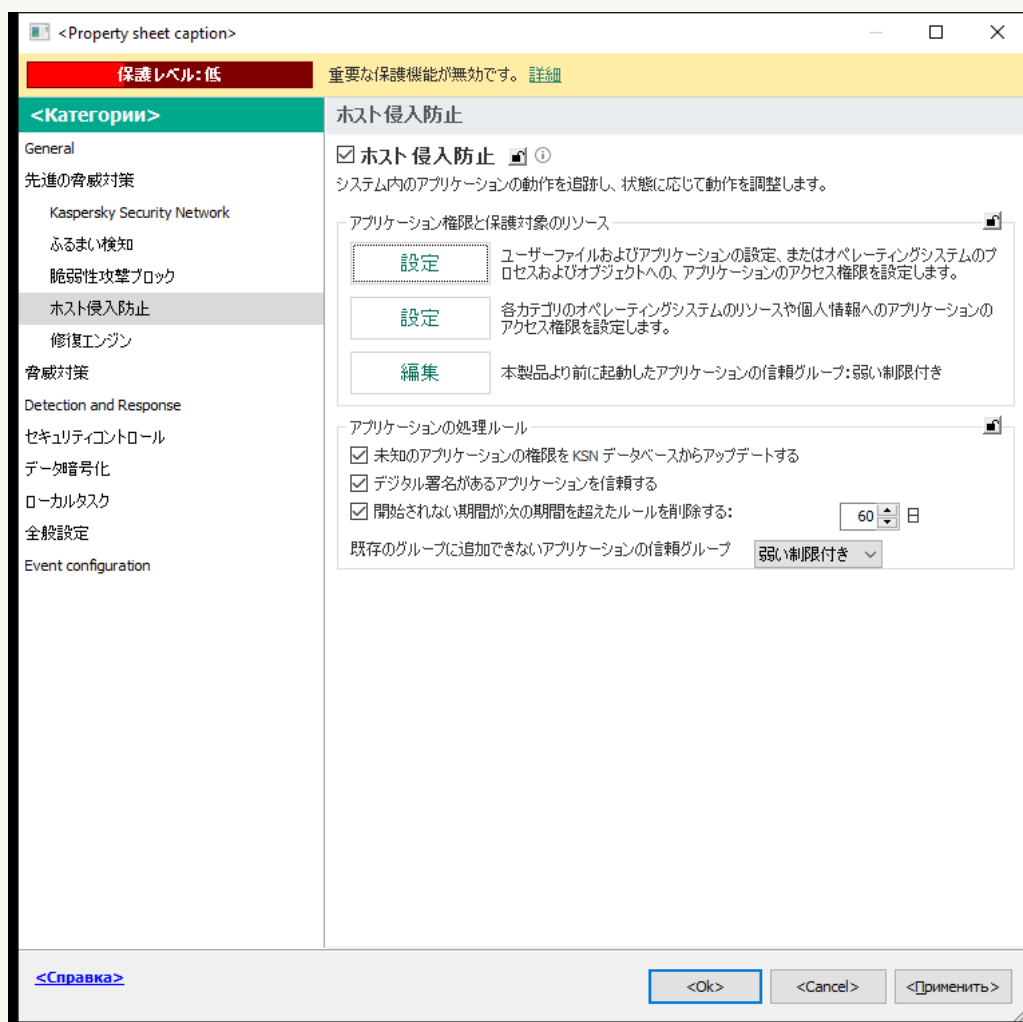 <Property sheet caption>
保護レベル: 低
重要な保護機能が無効です。 詳細
<Категории>
ホスト侵入防止
General
先進の脅威対策
Kaspersky Security Network
ふるまい検知
脆弱性攻撃ブロック
ホスト侵入防止
修復エンジン
脅威対策
Detection and Response
セキュリティコントロール
データ暗号化
ローカルタスク
全般設定
Event configuration
ホスト侵入防止
システム内のアプリケーションの動作を追跡し、状態に応じて動作を調整します。
アプリケーション権限と保護対象のリソース
設定
ユーザーファイルおよびアプリケーションの設定、またはオペレーティングシステムのプ
ロセスおよびオブジェクトへの、アプリケーションのアクセス権限を設定します。
設定
各カテゴリのオペレーティングシステムのリソースや個人情報へのアプリケーションの
アクセス権限を設定します。
編集
本製品より前に起動したアプリケーションの信頼グループ: 弱い制限付き
アプリケーションの処理ルール
未知のアプリケーションの権限を KSN データベースからアップデートする
デジタル署名があるアプリケーションを信頼する
開始されない期間が次の期間を超えたルールを削除する: 60 日
既存のグループに追加できないアプリケーションの信頼グループ 弱い制限付き
<Справка>
<Ok> <Cancel> <Применить>